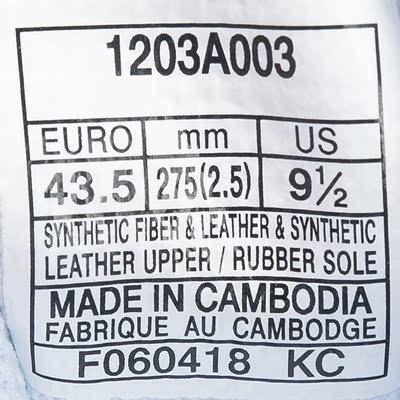 1203A003
EURO mm US
43.5 275(2.5) 9½
SYNTHETIC FIBER & LEATHER & SYNTHETIC
LEATHER UPPER / RUBBER SOLE
MADE IN CAMBODIA
FABRIQUE AU CAMBODGE
F060418 KC